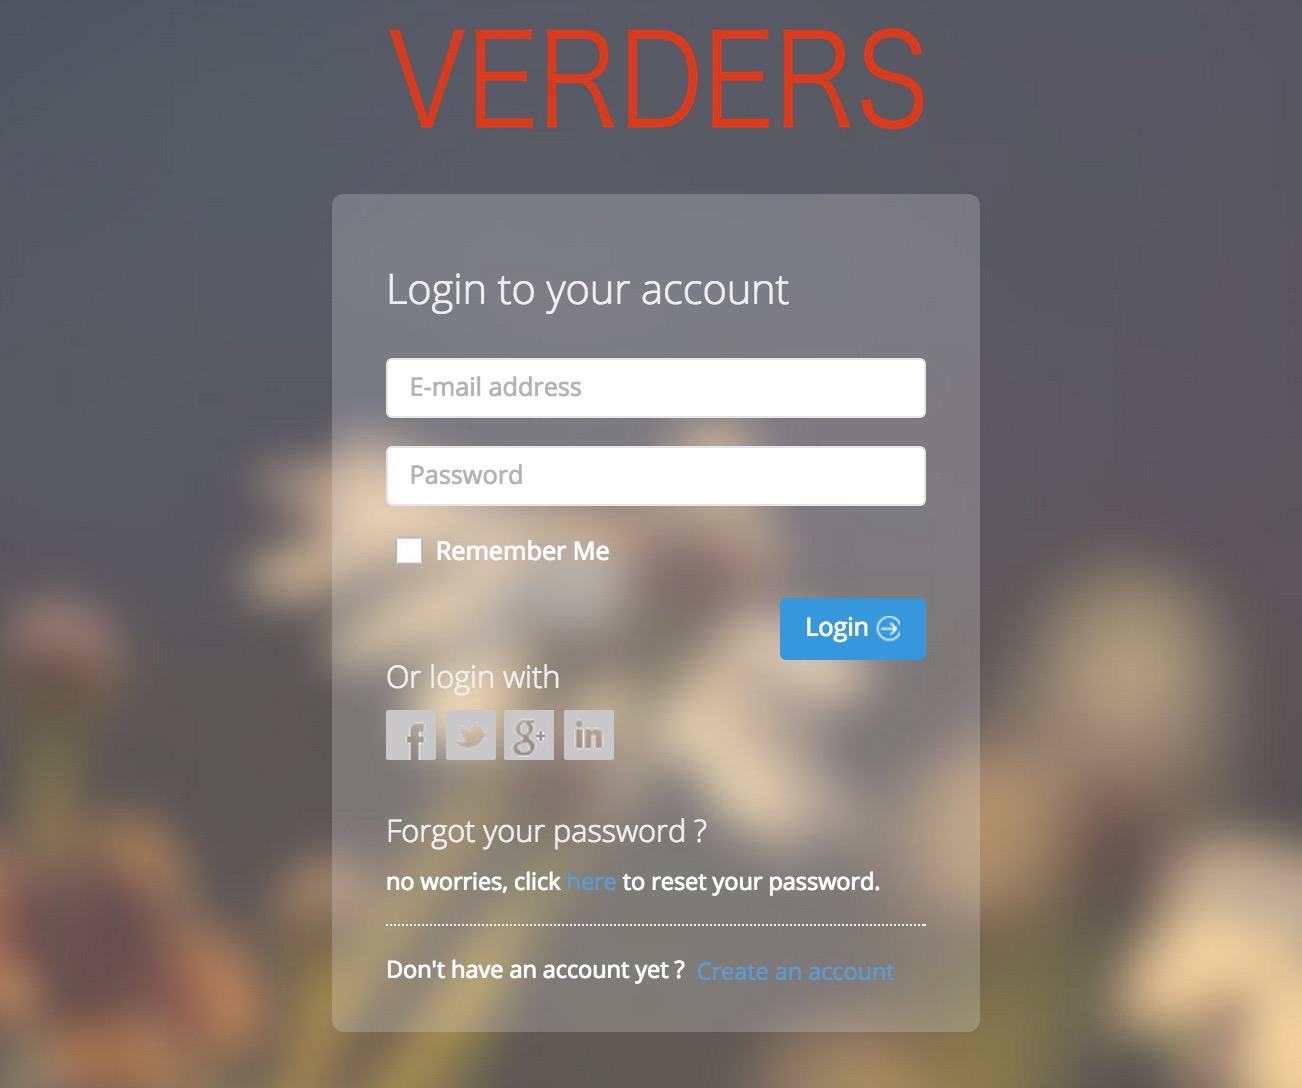 VERDERS
Login to your account
E-mail address
Password
Remember Me
Login
Or login with
f g+ in
Forgot your password ?
no worries, click here to reset your password.
Don't have an account yet ? Create an account